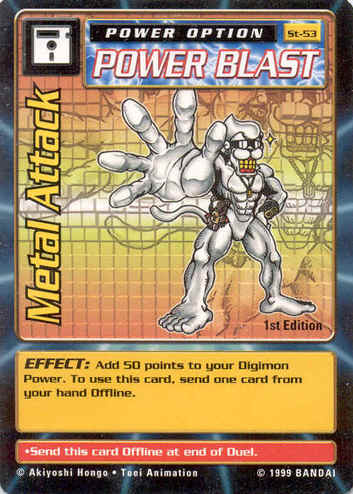 POWER OPTION
St-53
POWER BLAST
Metal Attack
1st Edition
EFFECT: Add 50 points to your Digimon
Power. To use this card, send one card from
your hand Offline.
•Send this card Offline at end of Duel.
© Akiyoshi Hongo • Toei Animation © 1999 BANDAI